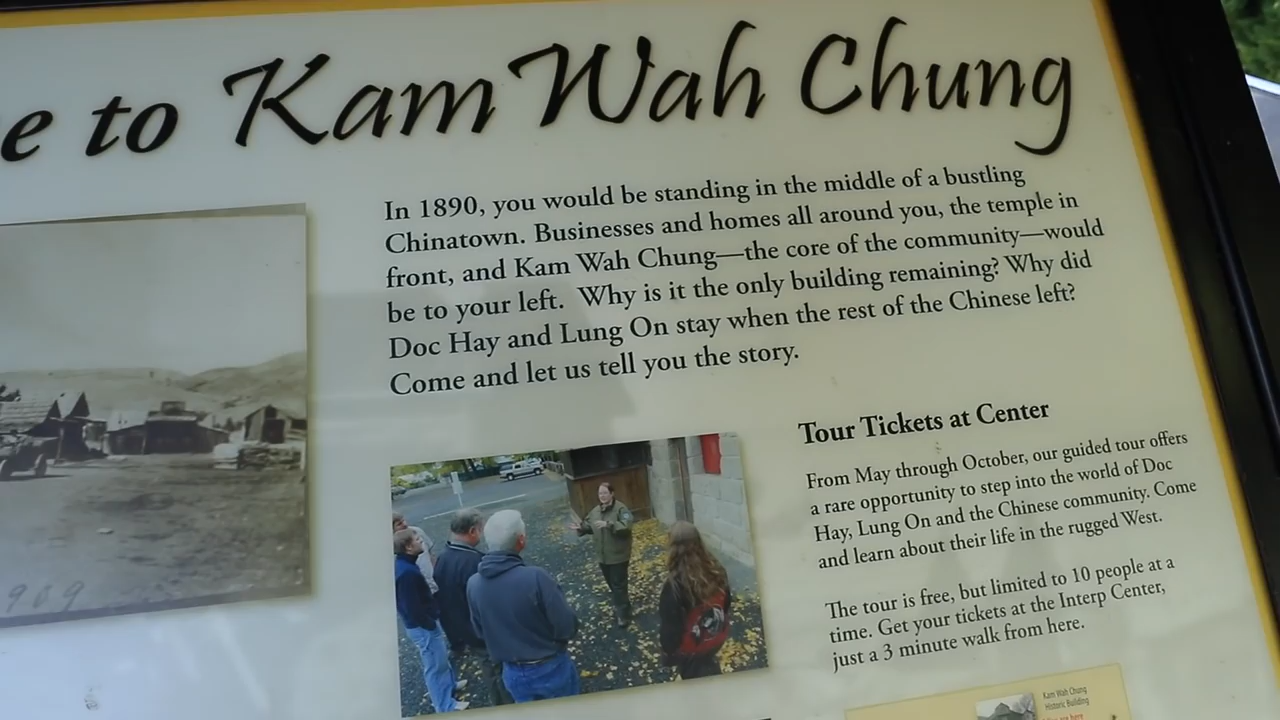 e to Kam Wah Chung
In 1890, you would be standing in the middle of a bustling
Chinatown. Businesses and homes all around you, the temple in
front, and Kam Wah Chung—the core of the community—would
be to your left. Why is it the only building remaining? Why did
Doc Hay and Lung On stay when the rest of the Chinese left?
Come and let us tell you the story.
1909
Tour Tickets at Center
From May through October, our guided tour offers
a rare opportunity to step into the world of Doc
Hay, Lung On and the Chinese community. Come
and learn about their life in the rugged West.
The tour is free, but limited to 10 people at a
time. Get your tickets at the Interp Center,
just a 3 minute walk from here.
Kam Wah Chung
Historic Building